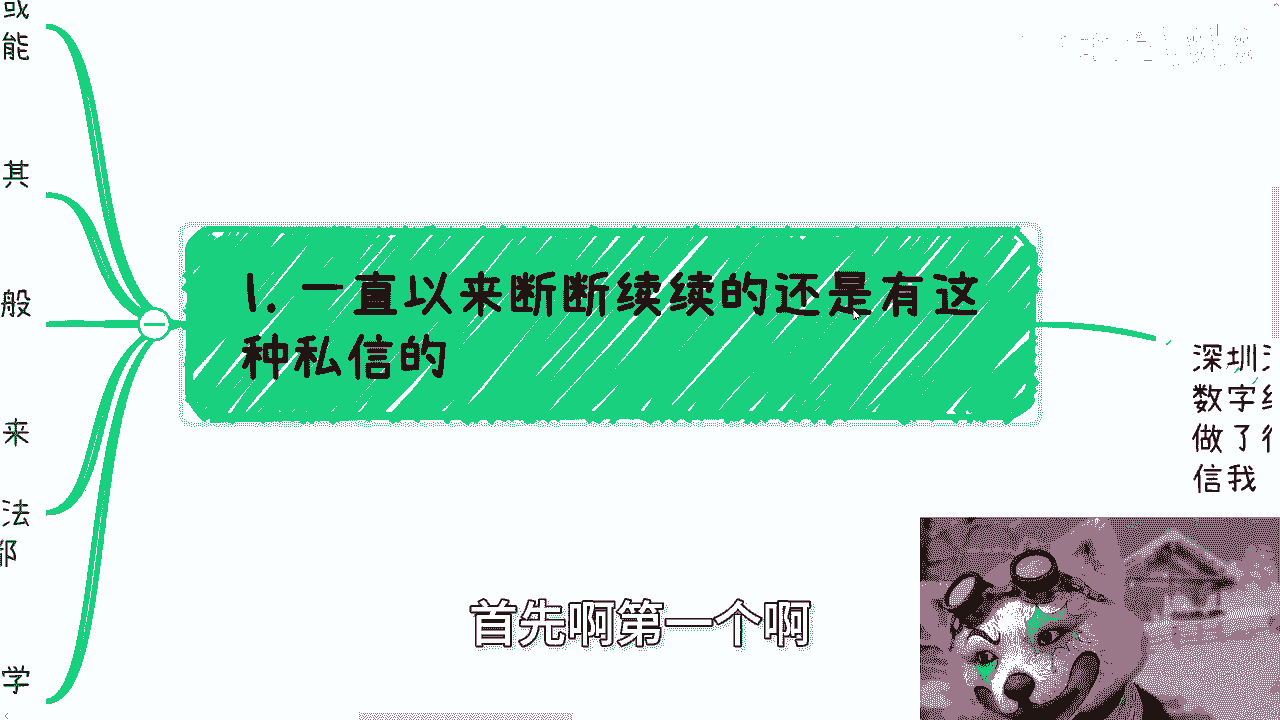 或
能
其
般
来
法
都
学
1. 一直以来断断续续的还是有这
种私信的
深圳
数字
做了
信我
首先啊第一个啊